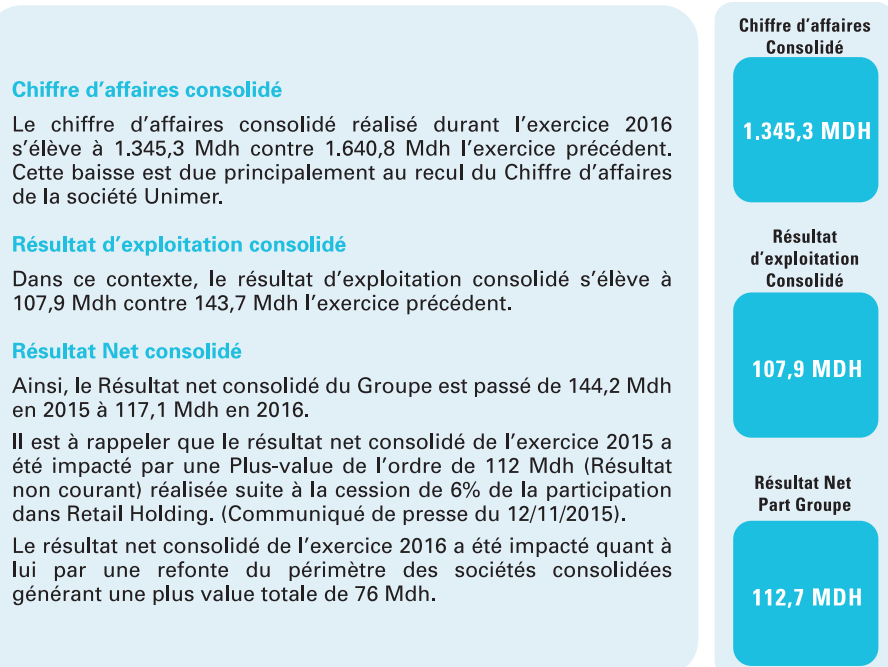 Chiffre d'affaires consolidé
Le chiffre d'affaires consolidé réalisé durant l'exercice 2016
s'élève à 1.345,3 Mdh contre 1.640,8 Mdh l'exercice précédent.
Cette baisse est due principalement au recul du Chiffre d'affaires
de la société Unimer.
Résultat d'exploitation consolidé
Dans ce contexte, le résultat d'exploitation consolidé s'élève à
107,9 Mdh contre 143,7 Mdh l'exercice précédent.
Résultat Net consolidé
Ainsi, le Résultat net consolidé du Groupe est passé de 144,2 Mdh
en 2015 à 117,1 Mdh en 2016.
Il est à rappeler que le résultat net consolidé de l'exercice 2015 a
été impacté par une Plus-value de l'ordre de 112 Mdh (Résultat
non courant) réalisée suite à la cession de 6% de la participation
dans Retail Holding. (Communiqué de presse du 12/11/2015).
Le résultat net consolidé de l'exercice 2016 a été impacté quant à
lui par une refonte du périmètre des sociétés consolidées
générant une plus value totale de 76 Mdh.
Chiffre d'affaires
Consolidé
1.345,3 MDH
Résultat
d'exploitation
Consolidé
107,9 MDH
Résultat Net
Part Groupe
112,7 MDH